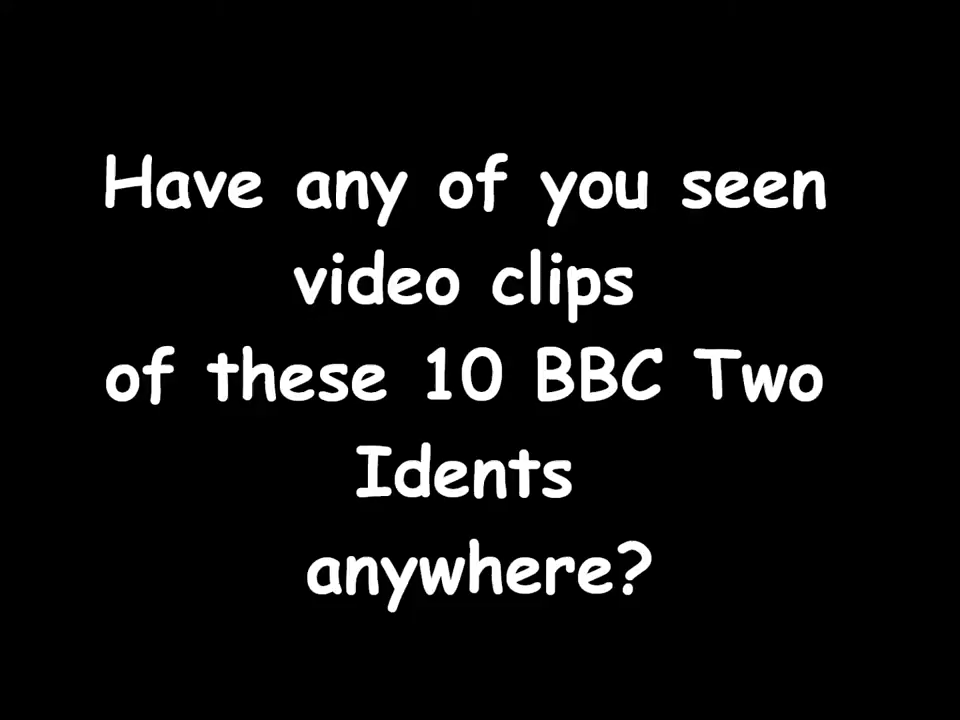 Have any of you seen
video clips
of these 10 BBC Two
Idents
anywhere?